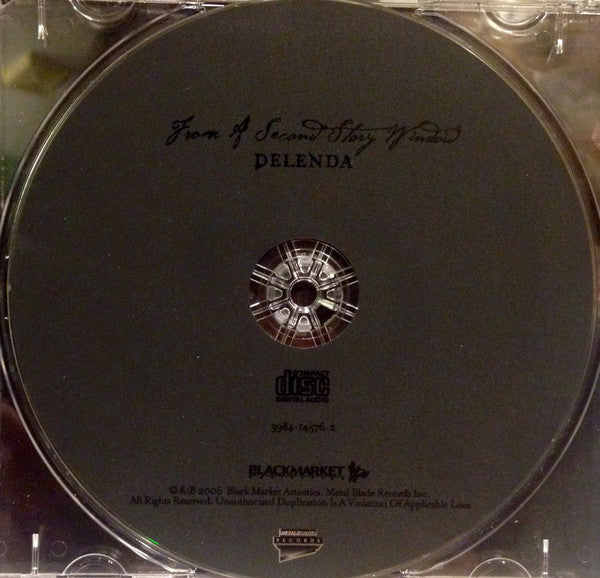 From A Second Story Window
DELENDA
COMPACT
disc
DIGITAL AUDIO
3984-14576-2
BLACKMARKET
© & ℗ 2006 Black Market Activities. Metal Blade Records Inc.
All Rights Reserved. Unauthorized Duplication Is A Violation Of Applicable Laws.
METAL BLADE
RECORDS